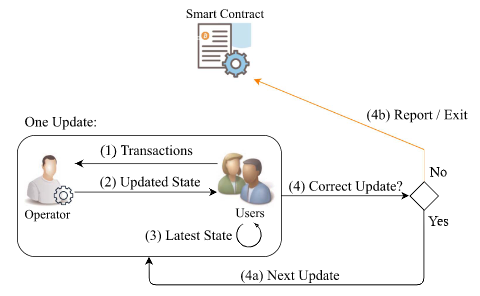 Smart Contract
(4b) Report / Exit
One Update:
(1) Transactions
No
(2) Updated State
(4) Correct Update?
Operator
Users
Yes
(3) Latest State
(4a) Next Update